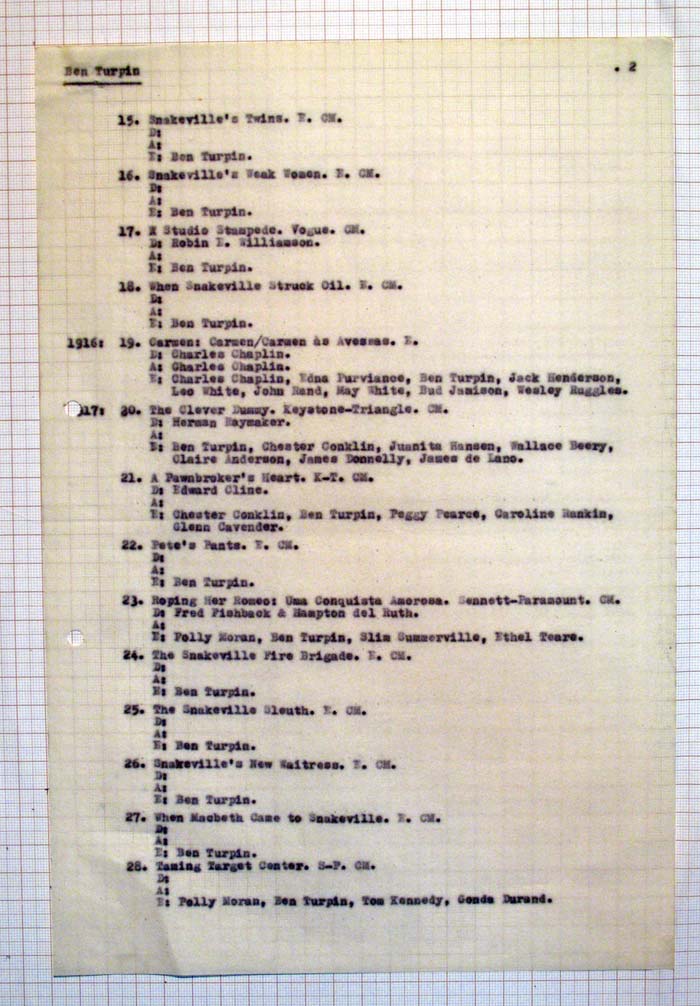 Ben Turpin . 2
15. Snakeville's Twins. E. CM.
D:
A:
E: Ben Turpin.
16. Snakeville's Weak Women. E. CM.
D:
A:
E: Ben Turpin.
17. A Studio Stampede. Vogue. CM.
D: Robin E. Williamson.
A:
E: Ben Turpin.
18. When Snakeville Struck Oil. E. CM.
D:
A:
E: Ben Turpin.
1916: 19. Carmen: Carmen/Carmen às Avessas. E.
D: Charles Chaplin.
A: Charles Chaplin.
E: Charles Chaplin, Edna Purviance, Ben Turpin, Jack Henderson,
Leo White, John Rand, May White, Bud Jamison, Wesley Ruggles.
17: 20. The Clever Dummy. Keystone-Triangle. CM.
D: Herman Raymaker.
A:
E: Ben Turpin, Chester Conklin, Juanita Hansen, Wallace Beery,
Claire Anderson, James Donnelly, James de Lano.
21. A Pawnbroker's Heart. K-T. CM.
D: Edward Cline.
A:
E: Chester Conklin, Ben Turpin, Peggy Pearce, Caroline Rankin,
Glenn Cavender.
22. Pete's Pants. E. CM.
D:
A:
E: Ben Turpin.
23. Roping Her Romeo: Uma Conquista Amorosa. Sennett-Paramount. CM.
D: Fred Fishback & Hampton del Ruth.
A:
E: Polly Moran, Ben Turpin, Slim Summerville, Ethel Teare.
24. The Snakeville Fire Brigade. E. CM.
D:
A:
E: Ben Turpin.
25. The Snakeville Sleuth. E. CM.
D:
A:
E: Ben Turpin.
26. Snakeville's New Waitress. E. CM.
D:
A:
E: Ben Turpin.
27. When Macbeth Came to Snakeville. E. CM.
D:
A:
E: Ben Turpin.
28. Taming Target Center. S-P. CM.
D:
A:
E: Polly Moran, Ben Turpin, Tom Kennedy, Gonda Durand.